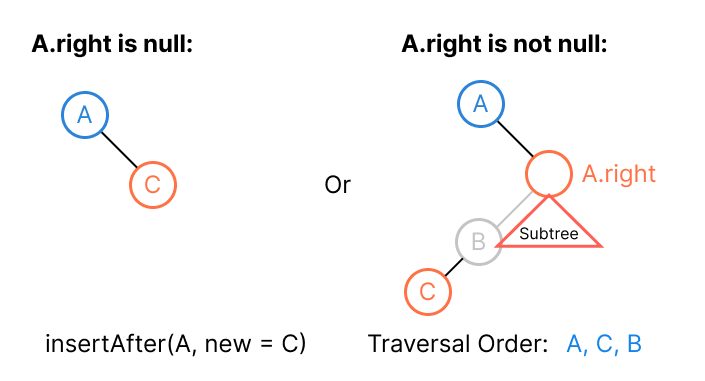 A.right is null:
A.right is not null:
A
C
Or
A
A.right
Subtree
B
C
insertAfter(A, new = C)
Traversal Order: A, C, B